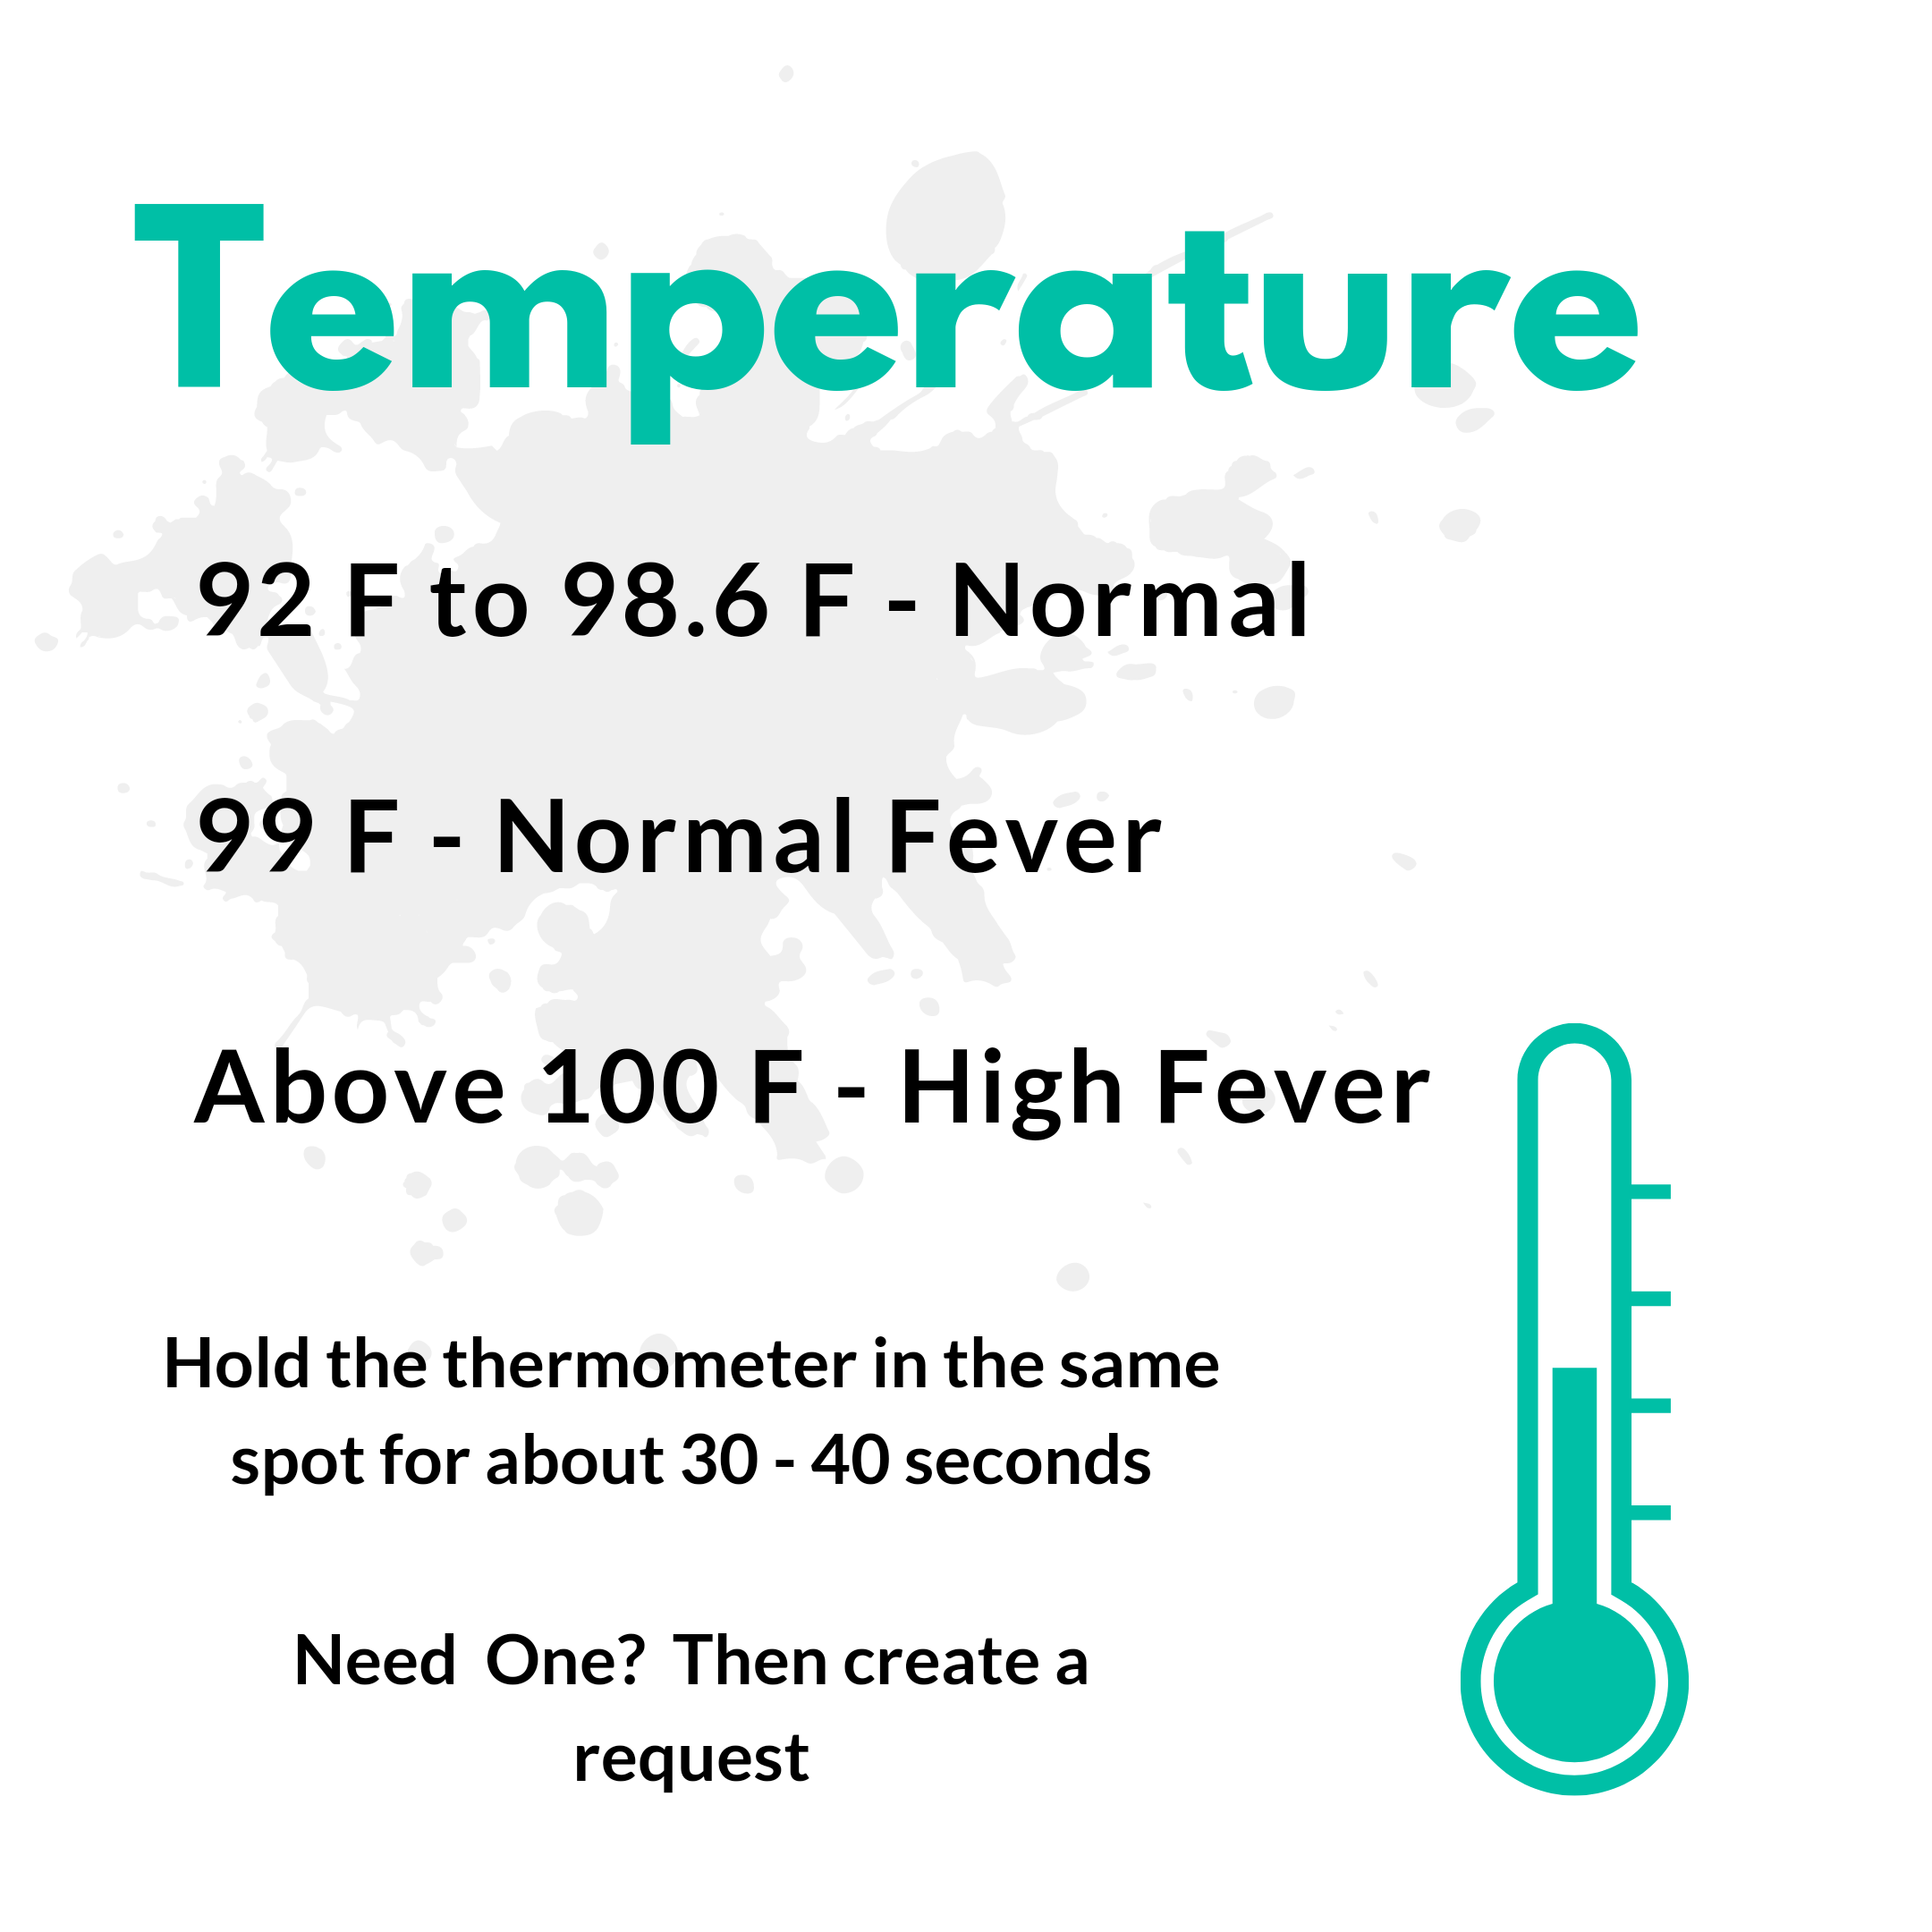 Temperature
92 F to 98.6 F - Normal
99 F - Normal Fever
Above 100 F - High Fever
Hold the thermometer in the same
spot for about 30 - 40 seconds
Need One? Then create a
request